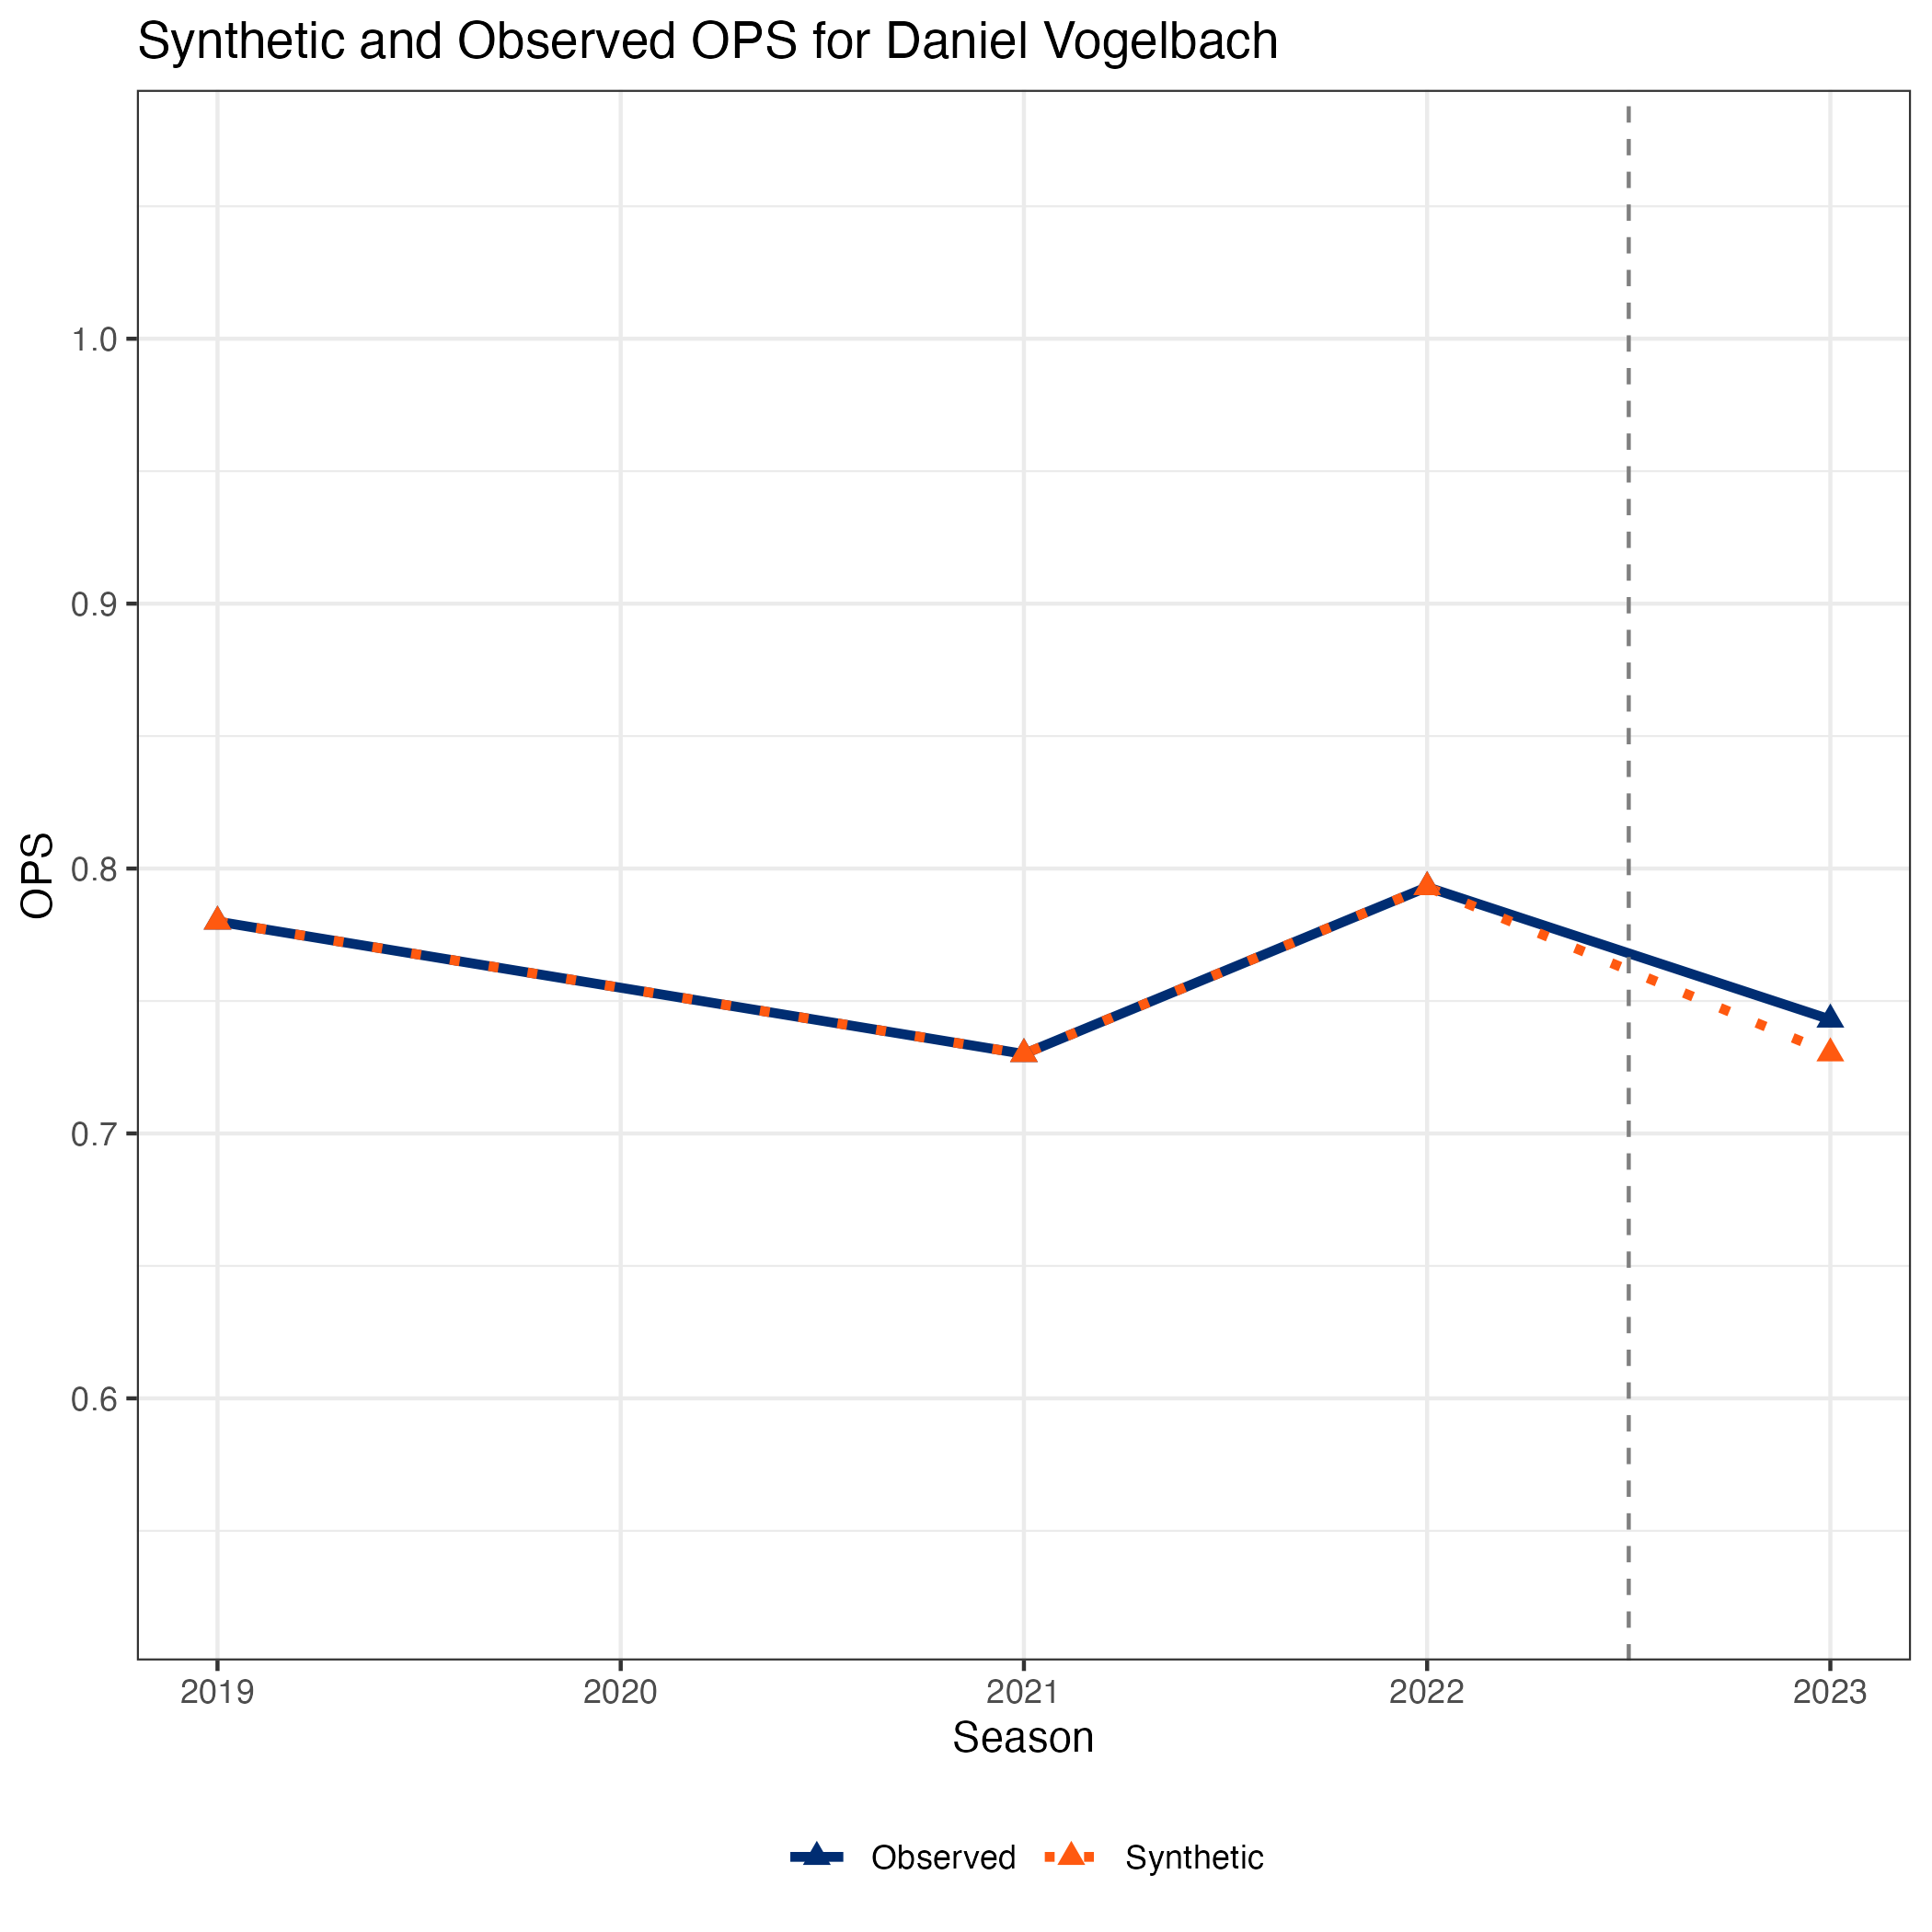 Synthetic and Observed OPS for Daniel Vogelbach
OPS
1.0
0.9
0.8
0.7
0.6
2019 2020 2021 2022 2023
Season
Observed Synthetic